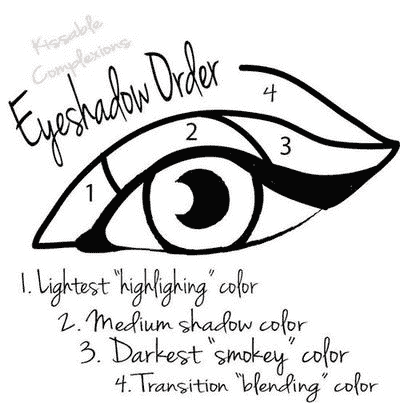 Kissable
Complexions
Eyeshadow Order
4
2
3
1
1. Lightest "highlighing" color
2. Medium shadow color
3. Darkest "smokey" color
4. Transition "blending" color